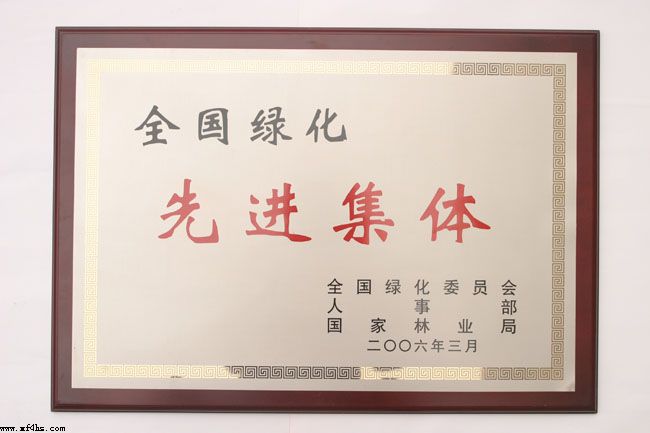 全国绿化
先进集体
全国绿化委员会
人事部
国家林业局
二〇〇六年三月
www.xf4hs.com